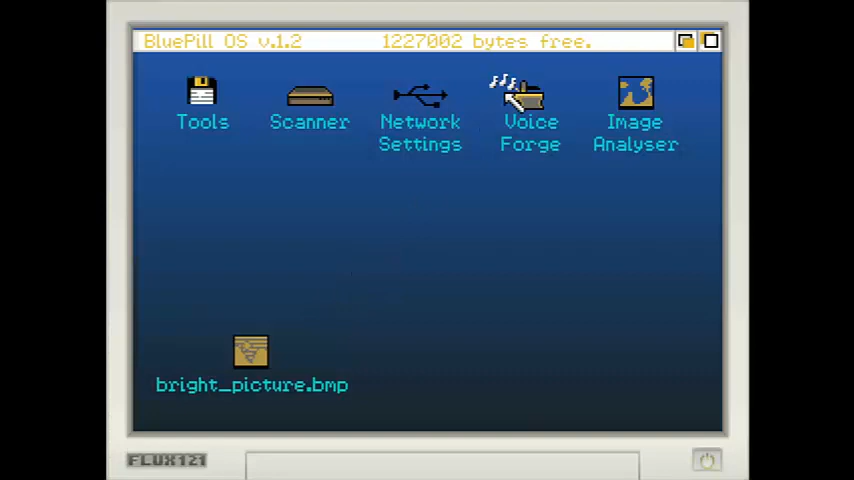 BluePill OS v.1.2 1227002 bytes free.
Tools Scanner Network Settings Voice Forge Image Analyser
bright_picture.bmp
FLUX121